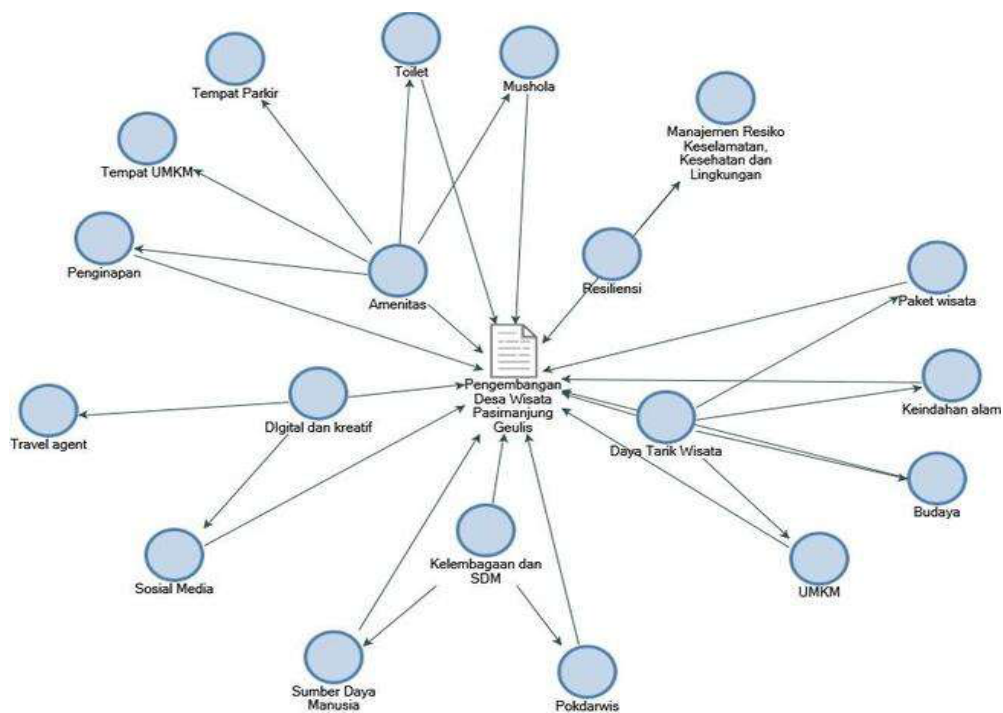 Toilet
Mushola
Tempat Parkir
Manajemen Resiko
Keselamatan,
Kesehatan dan
Lingkungan
Tempat UMKM
Penginapan
Amenitas
Resiliensi
Paket wisata
Pengembangan
Desa Wisata
Pasirnanjung
Geulis
Travel agent
DIgital dan kreatif
Daya Tarik Wisata
Keindahan alam
Budaya
Sosial Media
Kelembagaan dan
SDM
UMKM
Sumber Daya
Manusia
Pokdarwis